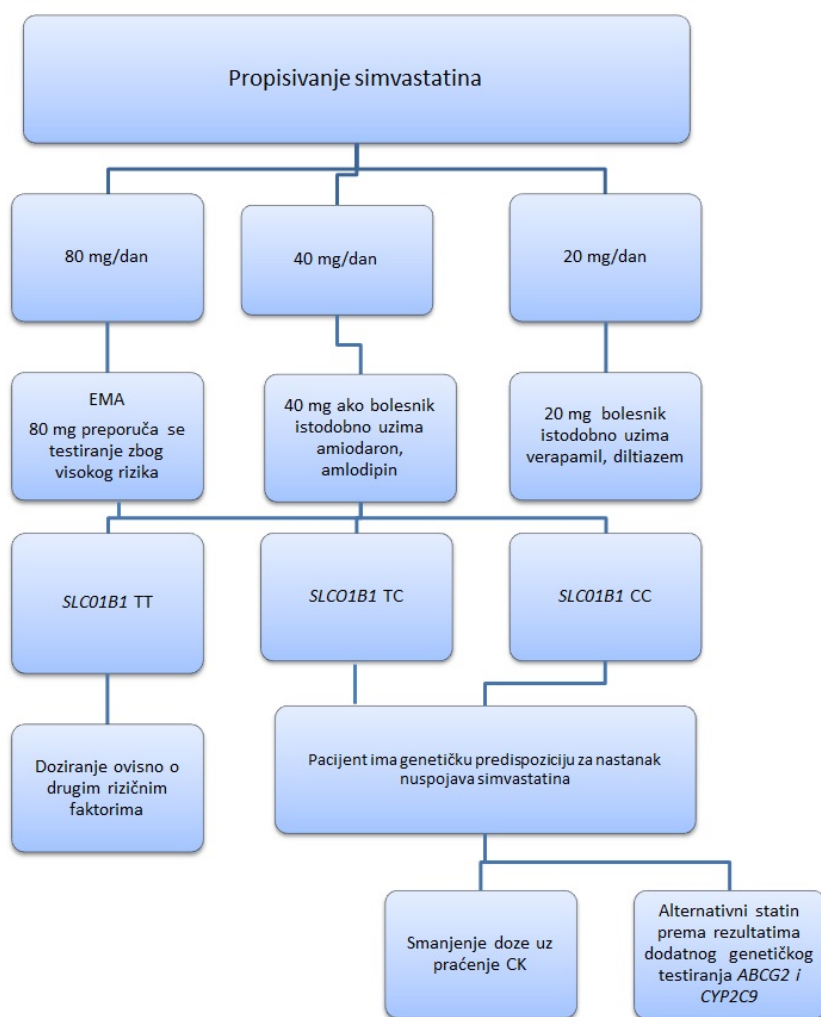 Propisivanje simvastatina
80 mg/dan
40 mg/dan
20 mg/dan
EMA
80 mg preporuča se
testiranje zbog
visokog rizika
40 mg ako bolesnik
istodobno uzima
amiodaron,
amlodipin
20 mg bolesnik
istodobno uzima
verapamil, diltiazem
SLC01B1 TT
SLCO1B1 TC
SLC01B1 CC
Doziranje ovisno o
drugim rizičnim
faktorima
Pacijent ima genetičku predispoziciju za nastanak
nuspojava simvastatina
Smanjenje doze uz
praćenje CK
Alternativni statin
prema rezultatima
dodatnog genetičkog
testiranja ABCG2 i
CYP2C9